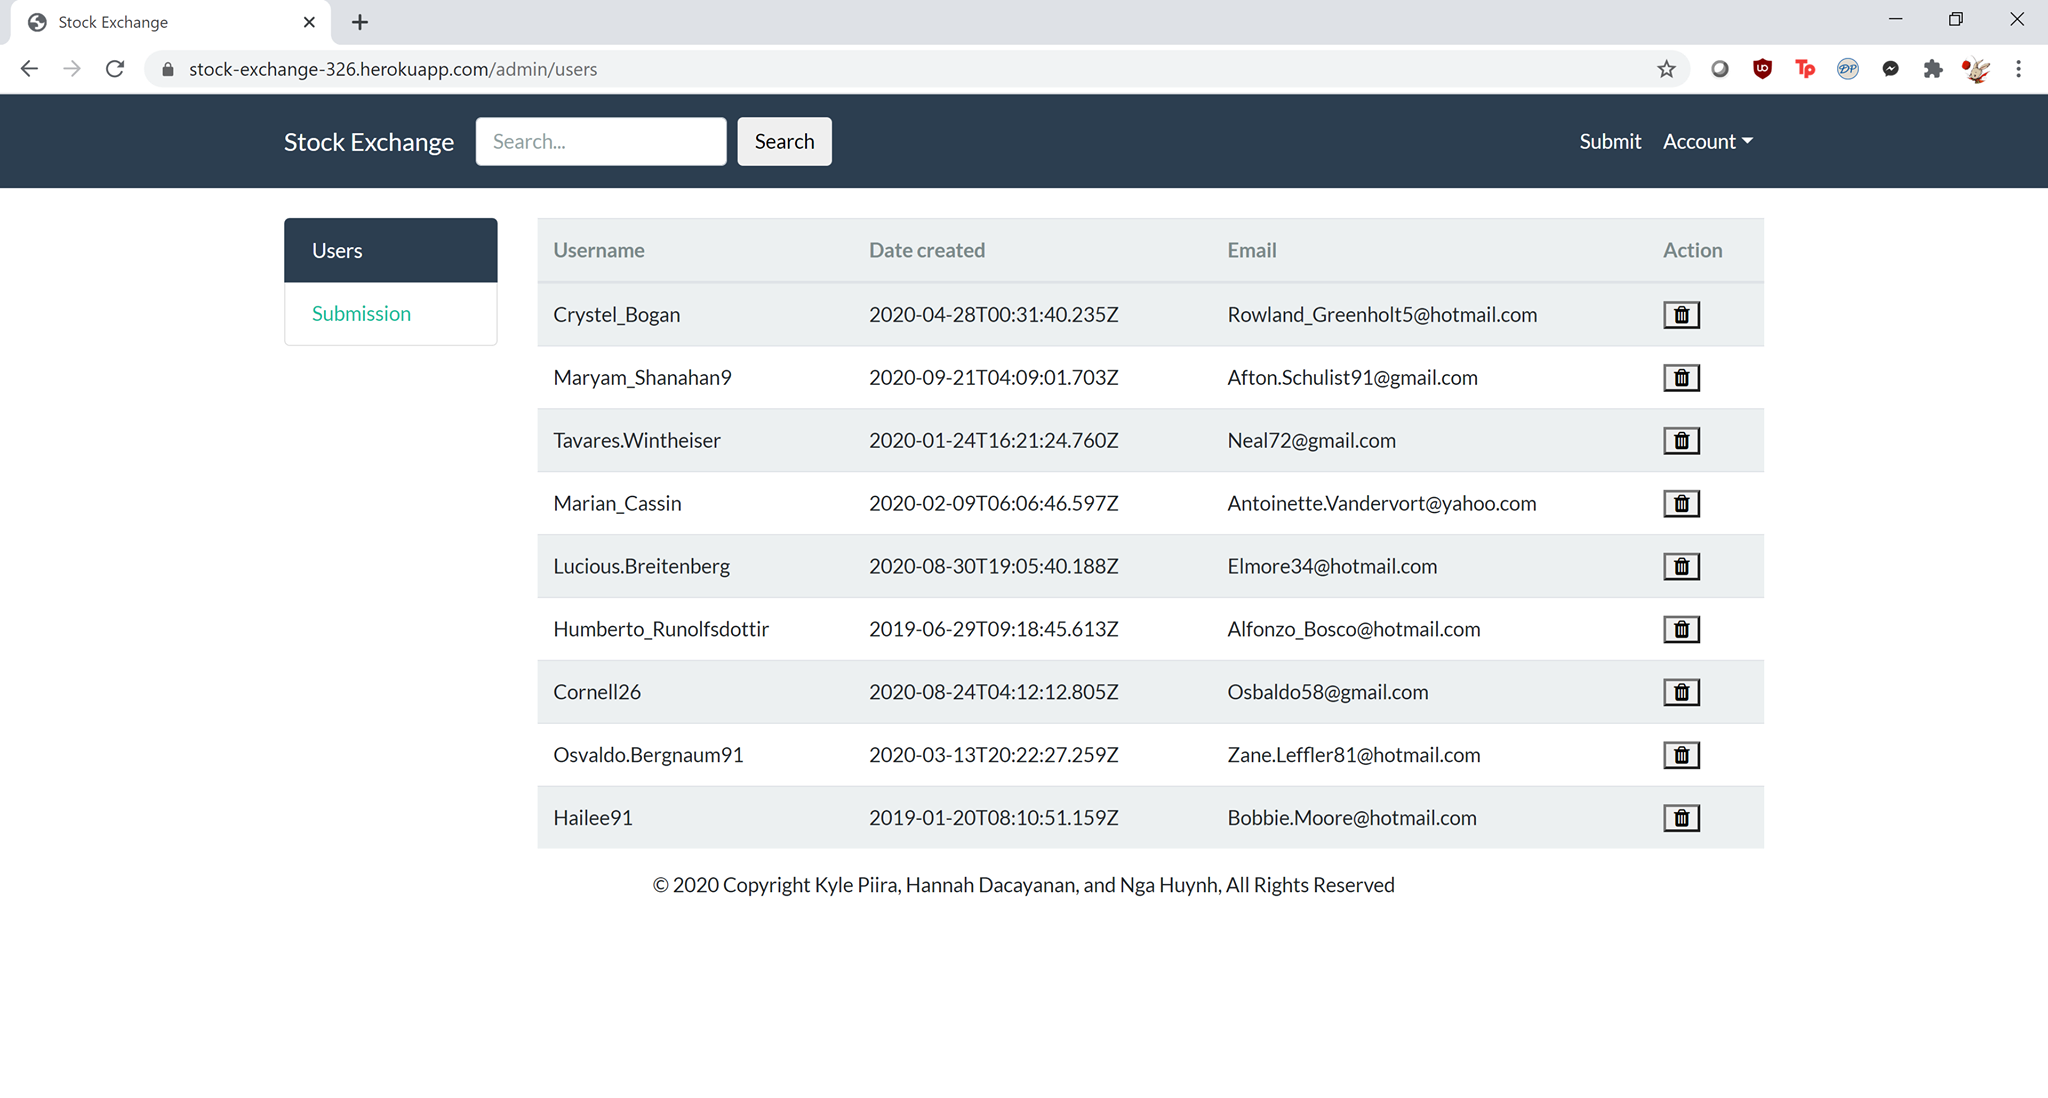 Stock Exchange
stock-exchange-326.herokuapp.com/admin/users
UO Tp DP
Stock Exchange Search... Search Submit Account
Users
Submission
Username Date created Email Action
Crystel_Bogan 2020-04-28T00:31:40.235Z Rowland_Greenholt5@hotmail.com
Maryam_Shanahan9 2020-09-21T04:09:01.703Z Afton.Schulist91@gmail.com
Tavares.Wintheiser 2020-01-24T16:21:24.760Z Neal72@gmail.com
Marian_Cassin 2020-02-09T06:06:46.597Z Antoinette.Vandervort@yahoo.com
Lucious.Breitenberg 2020-08-30T19:05:40.188Z Elmore34@hotmail.com
Humberto_Runolfsdottir 2019-06-29T09:18:45.613Z Alfonzo_Bosco@hotmail.com
Cornell26 2020-08-24T04:12:12.805Z Osbaldo58@gmail.com
Osvaldo.Bergnaum91 2020-03-13T20:22:27.259Z Zane.Leffler81@hotmail.com
Hailee91 2019-01-20T08:10:51.159Z Bobbie.Moore@hotmail.com
© 2020 Copyright Kyle Piira, Hannah Dacayanan, and Nga Huynh, All Rights Reserved